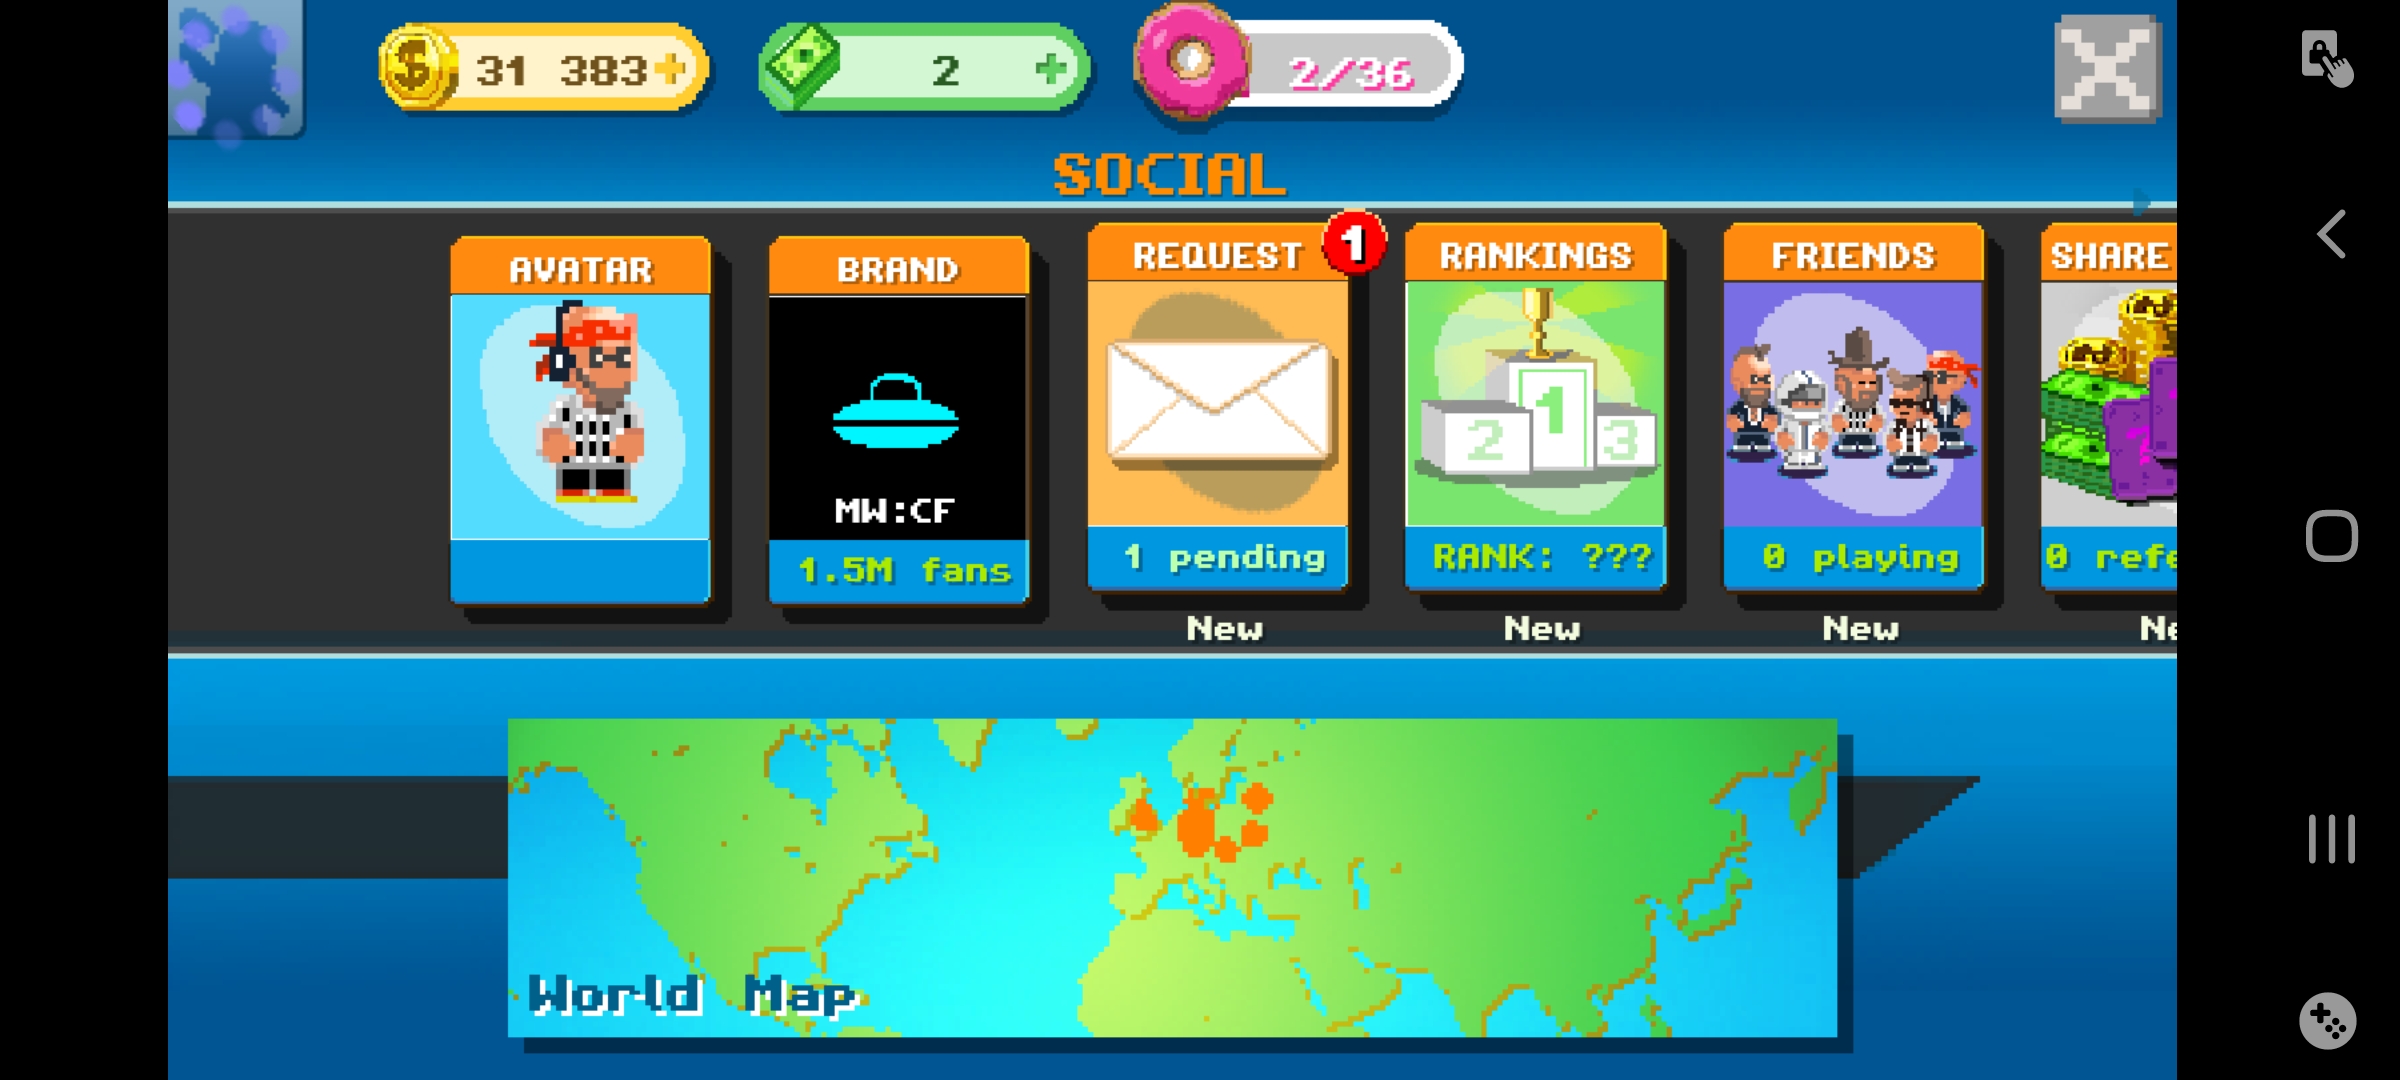 31 383
2
2/36
SOCIAL
AVATAR
BRAND
REQUEST
1
RANKINGS
FRIENDS
SHARE
MW:CF
1
2
3
1.5M fans
1 pending
RANK: ???
0 playing
0 refe
New
New
New
Ne
World Map